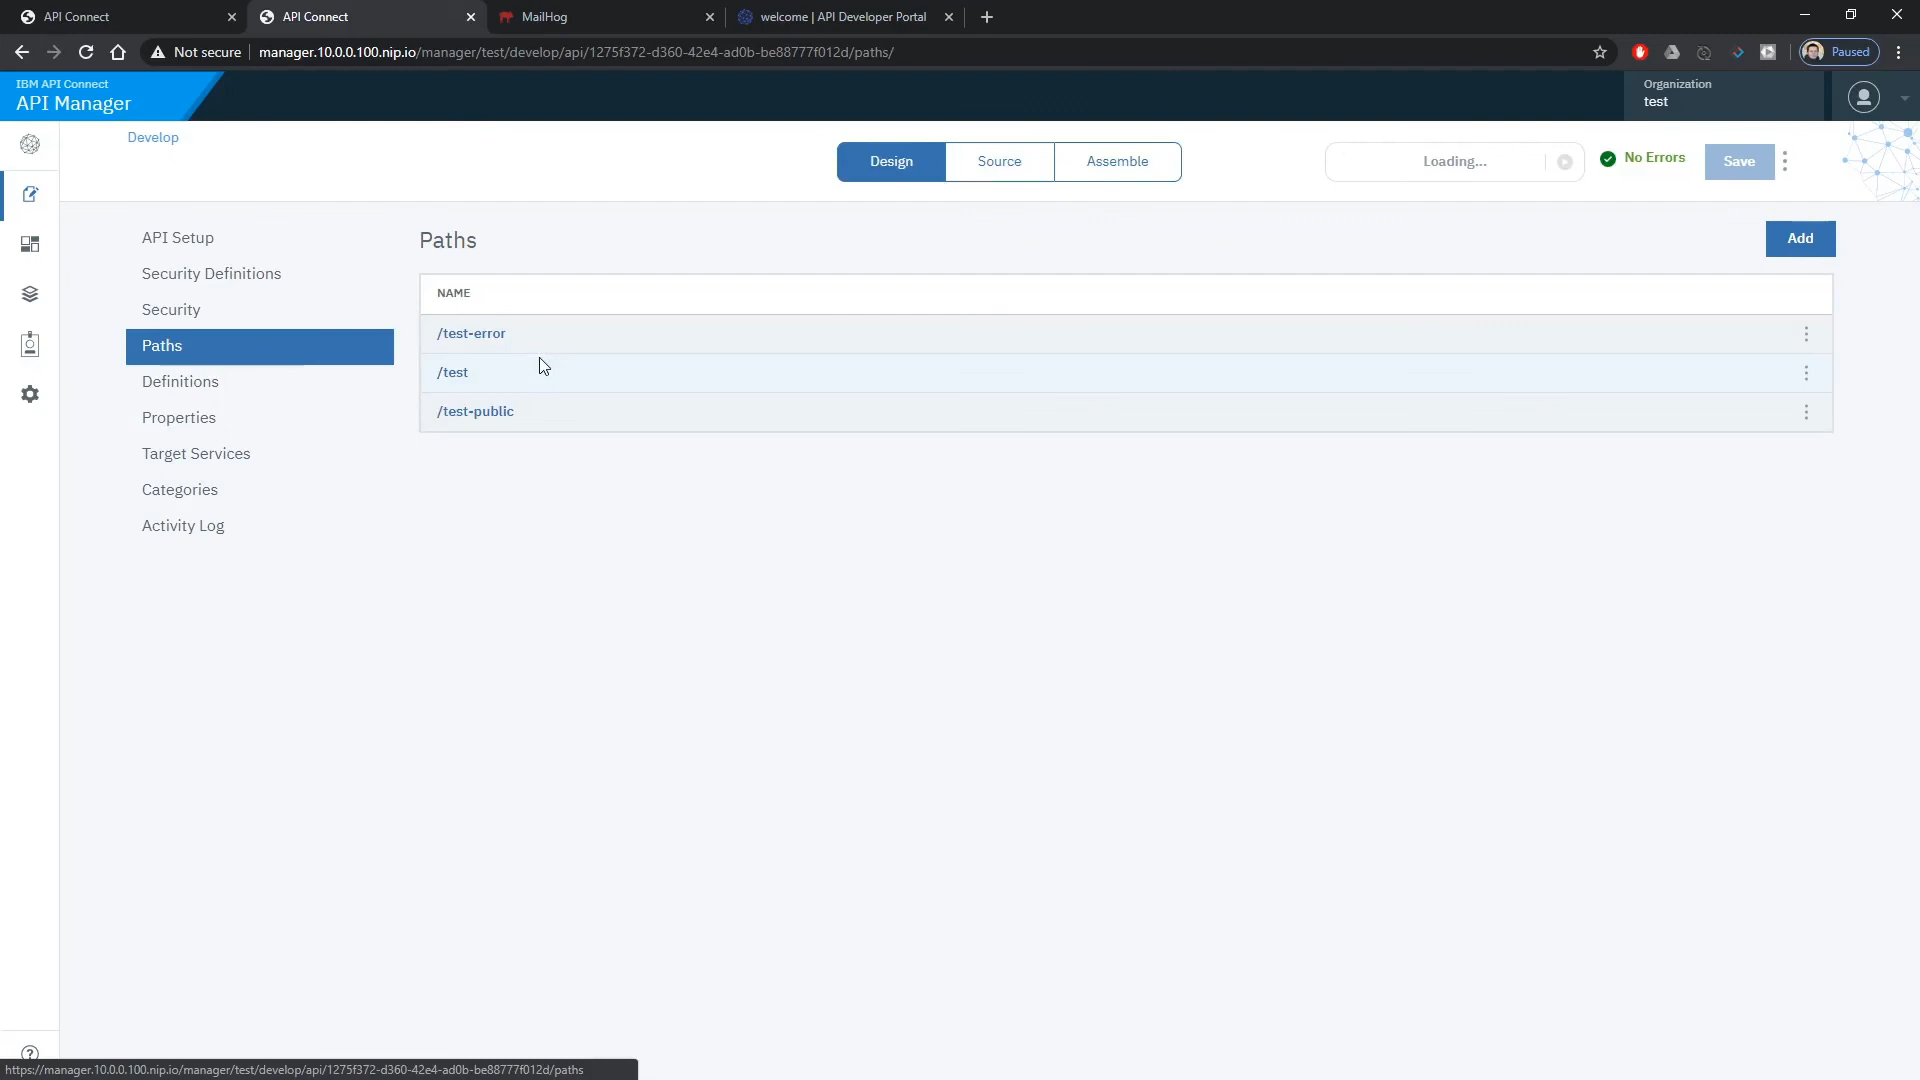 API Connect
API Connect
MailHog
welcome | API Developer Portal
Not secure
manager.10.0.0.100.nip.io/manager/test/develop/api/1275f372-d360-42e4-ad0b-be88777f012d/paths/
Paused
IBM API Connect
API Manager
Organization
test
Develop
Design
Source
Assemble
Loading...
No Errors
Save
API Setup
Security Definitions
Security
Paths
Definitions
Properties
Target Services
Categories
Activity Log
Paths
Add
NAME
/test-error
/test
/test-public
https://manager.10.0.0.100.nip.io/manager/test/develop/api/1275f372-d360-42e4-ad0b-be88777f012d/paths